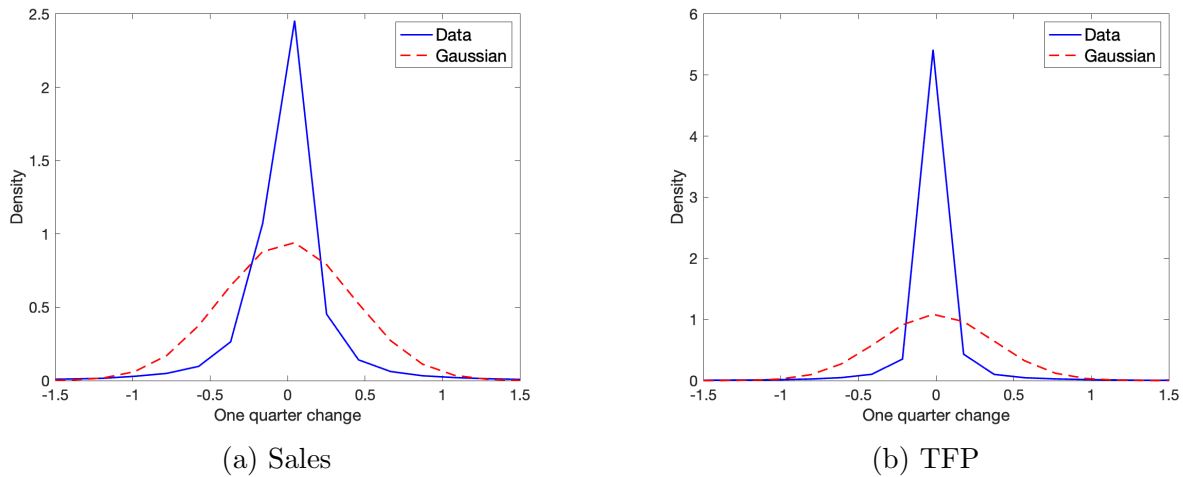 2.5
2
1.5
1
0.5
0
Density
-1.5 -1 -0.5 0 0.5 1 1.5
One quarter change
Data
Gaussian
(a) Sales
6
5
4
3
2
1
0
Density
-1.5 -1 -0.5 0 0.5 1 1.5
One quarter change
Data
Gaussian
(b) TFP